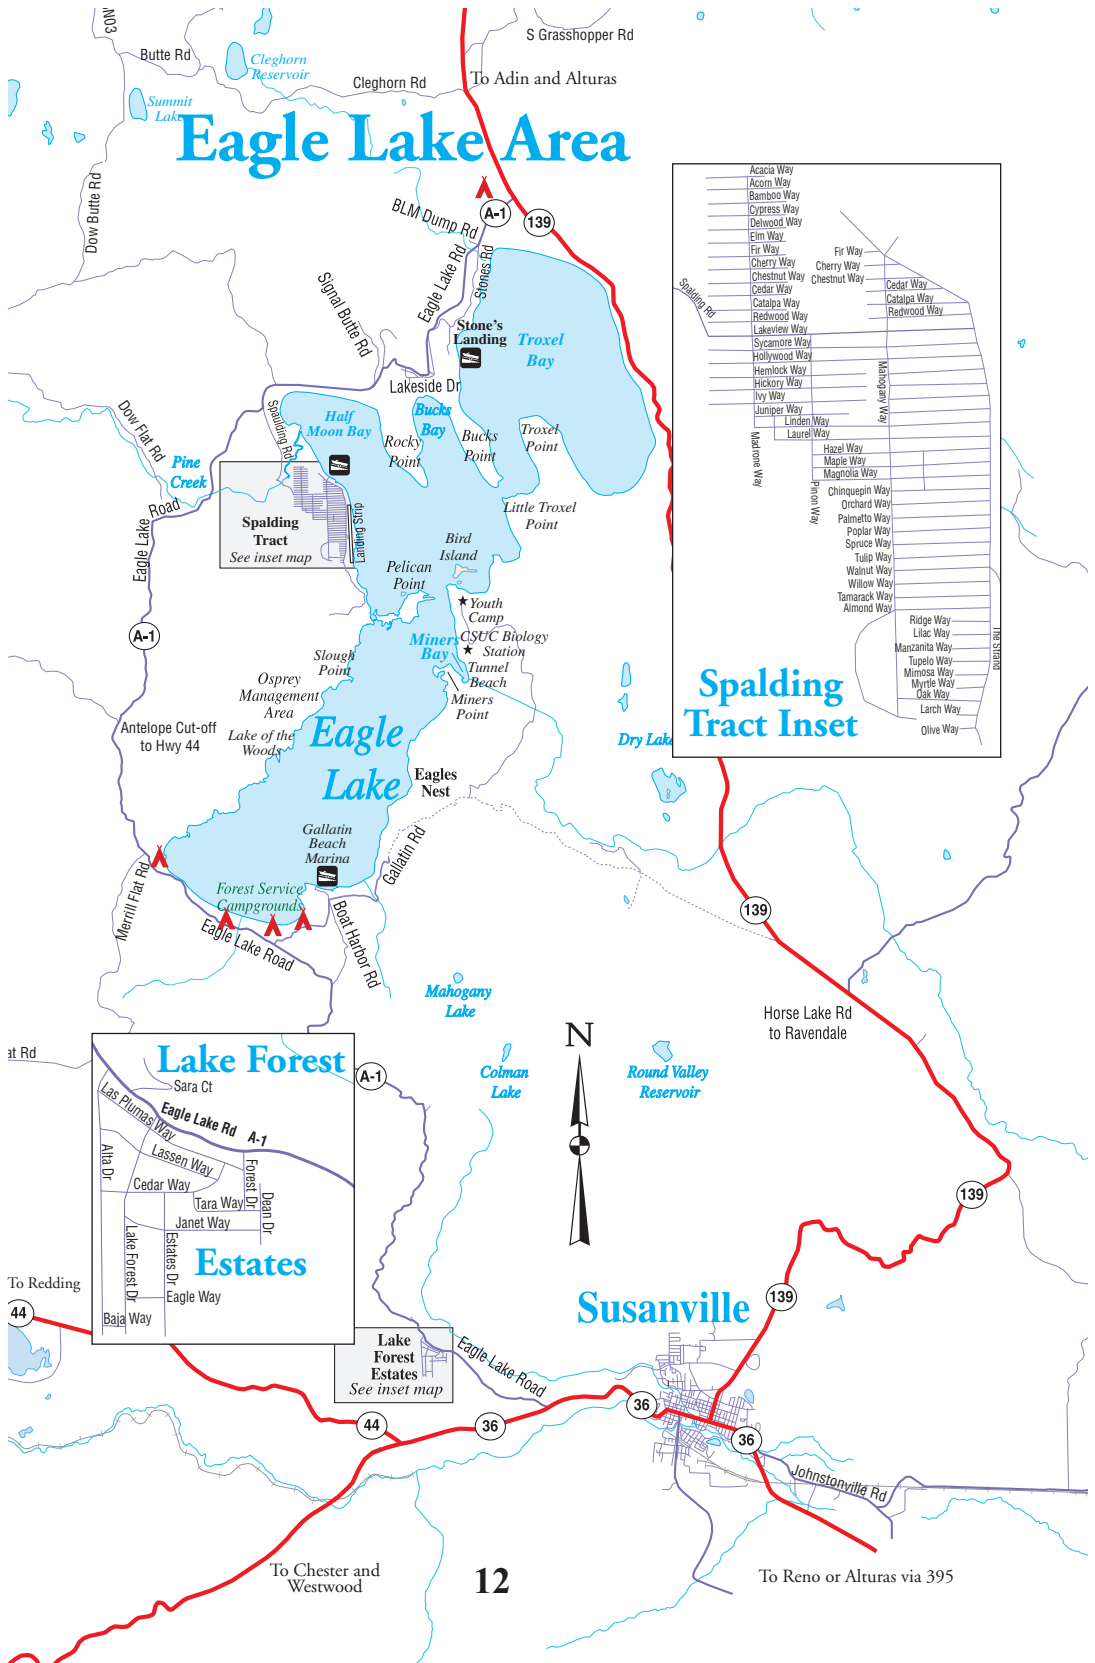 NO3
S Grasshopper Rd
Butte Rd
Cleghorn
Reservoir
Cleghorn Rd
To Adin and Alturas
Summit
Lake
Eagle Lake Area
Dow Butte Rd
BLM Dump Rd
A-1
139
Eagle Lake Rd
Stones Rd
Signal Butte Rd
Stone's
Landing
Troxel
Bay
Lakeside Dr
Dow Flat Rd
Spaulding Rd
Half
Moon Bay
Bucks
Bay
Rocky
Point
Bucks
Point
Troxel
Point
Pine
Creek
Eagle Lake
Road
Spalding
Tract
See inset map
Landing Strip
Little Troxel
Point
Bird
Island
Pelican
Point
Youth
Camp
A-1
Miners
Bay
CSUC Biology
Station
Tunnel
Beach
Miners
Point
Slough
Point
Osprey
Management
Area
Antelope Cut-off
to Hwy 44
Lake of the
Woods
Eagle
Lake
Eagles
Nest
Dry Lake
Gallatin
Beach
Marina
Gallatin Rd
Merrill Flat Rd
Forest Service
Campgrounds
Eagle Lake Road
Boat Harbor Rd
139
Mahogany
Lake
Horse Lake Rd
to Ravendale
Acacia Way
Acorn Way
Bamboo Way
Cypress Way
Delwood Way
Elm Way
Fir Way
Cherry Way
Chestnut Way
Cedar Way
Catalpa Way
Redwood Way
Lakeview Way
Sycamore Way
Hollywood Way
Hemlock Way
Hickory Way
Ivy Way
Juniper Way
Linden Way
Laurel Way
Hazel Way
Maple Way
Magnolia Way
Chinquepin Way
Orchard Way
Palmetto Way
Poplar Way
Spruce Way
Tulip Way
Walnut Way
Willow Way
Tamarack Way
Almond Way
Ridge Way
Lilac Way
Manzanita Way
Tupelo Way
Mimosa Way
Myrtle Way
Oak Way
Larch Way
Olive Way
Fir Way
Cherry Way
Chestnut Way
Cedar Way
Catalpa Way
Redwood Way
Spalding Rd
Mahogany Way
Madrone Way
Pinon Way
The Strand
Spalding
Tract Inset
N
at Rd
Lake Forest
Sara Ct
Las Plumas Way
Eagle Lake Rd A-1
Alta Dr
Lassen Way
Cedar Way
Forest Dr
Dean Dr
Tara Way
Janet Way
Lake Forest Dr
Estates Dr
Estates
Eagle Way
Baja Way
A-1
Colman
Lake
Round Valley
Reservoir
139
139
To Redding
44
Susanville
Lake
Forest
Estates
See inset map
Eagle Lake Road
44
36
36
36
Johnstonville Rd
To Chester and
Westwood
12
To Reno or Alturas via 395